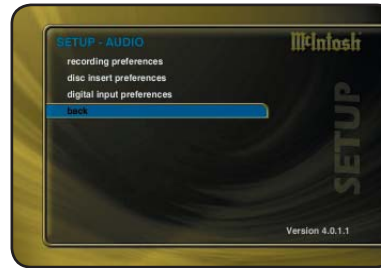 SETUP - AUDIO
McIntosh
recording preferences
disc insert preferences
digital input preferences
back
SETUP
Version 4.0.1.1